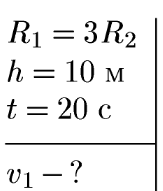 R₁ = 3R₂
h = 10 м
t = 20 с
v₁ − ?